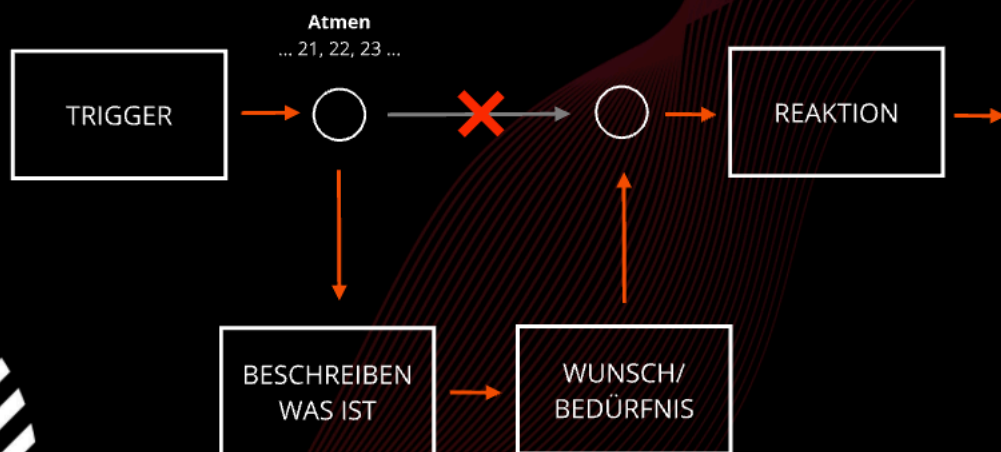 Atmen
... 21, 22, 23 ...
TRIGGER
REAKTION
BESCHREIBEN
WAS IST
WUNSCH/
BEDÜRFNIS